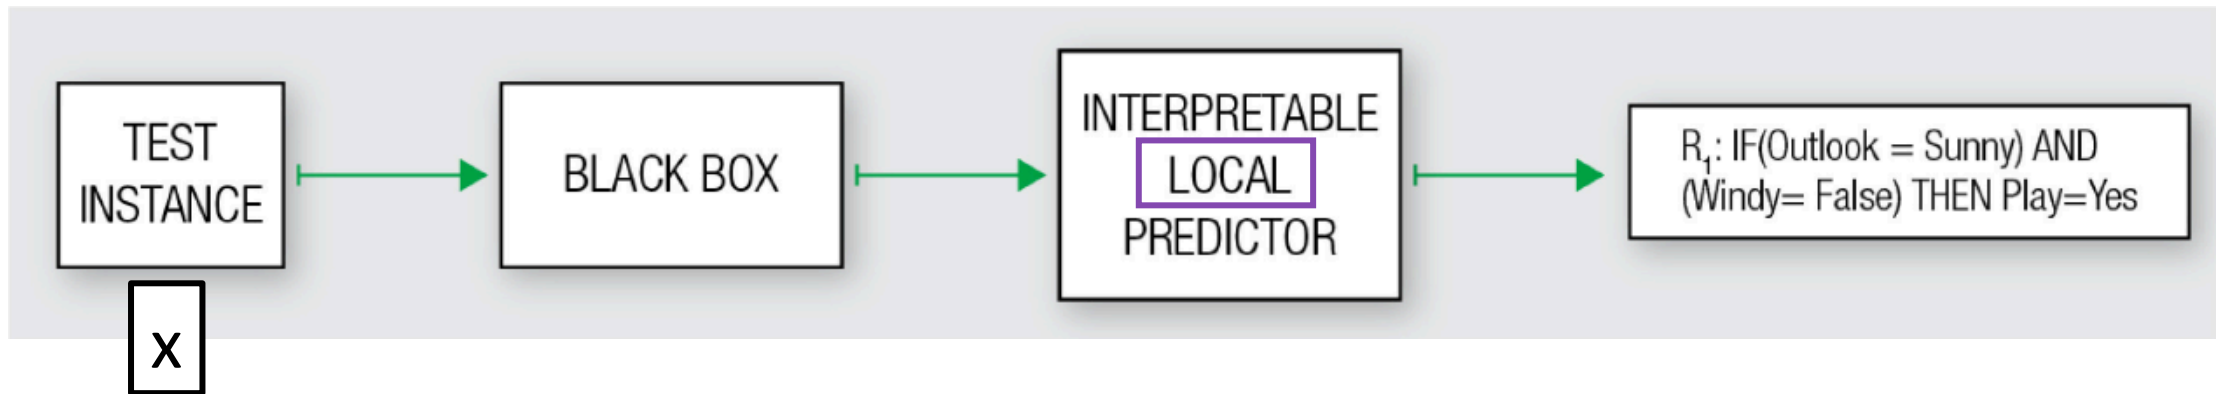 TEST
INSTANCE
BLACK BOX
INTERPRETABLE
LOCAL
PREDICTOR
R₁: IF(Outlook = Sunny) AND
(Windy= False) THEN Play=Yes
x